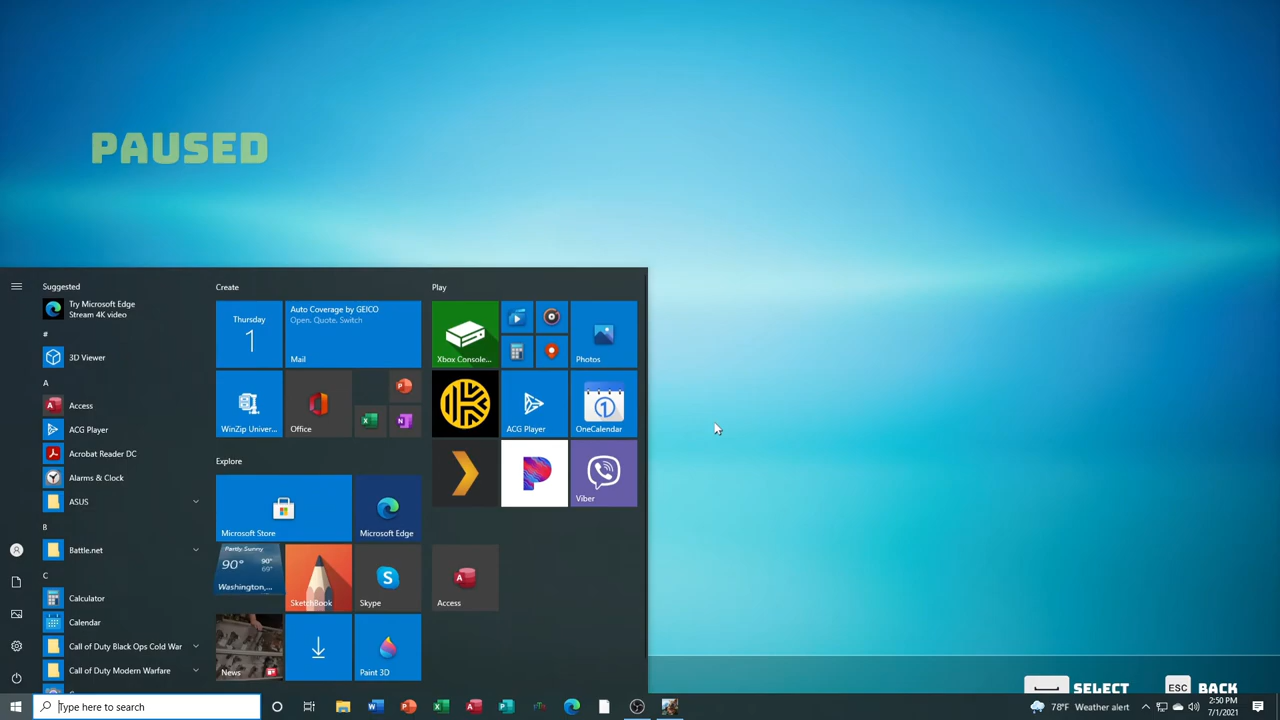 PAUSED
Suggested
Try Microsoft Edge
Stream 4K video
#
3D Viewer
A
Access
ACG Player
Acrobat Reader DC
Alarms & Clock
ASUS
B
Battle.net
C
Calculator
Calendar
Call of Duty Black Ops Cold War
Call of Duty Modern Warfare
Create
Thursday
1
Auto Coverage by GEICO
Open. Quote. Switch
Mail
WinZip Univer...
Office
Explore
Microsoft Store
Microsoft Edge
Partly Sunny
90°
90°
69°
Washington,...
SketchBook
Skype
News
Paint 3D
Play
Xbox Console...
Photos
ACG Player
OneCalendar
Viber
Access
SELECT
ESC BACK
Type here to search
78°F Weather alert
2:50 PM
7/1/2021